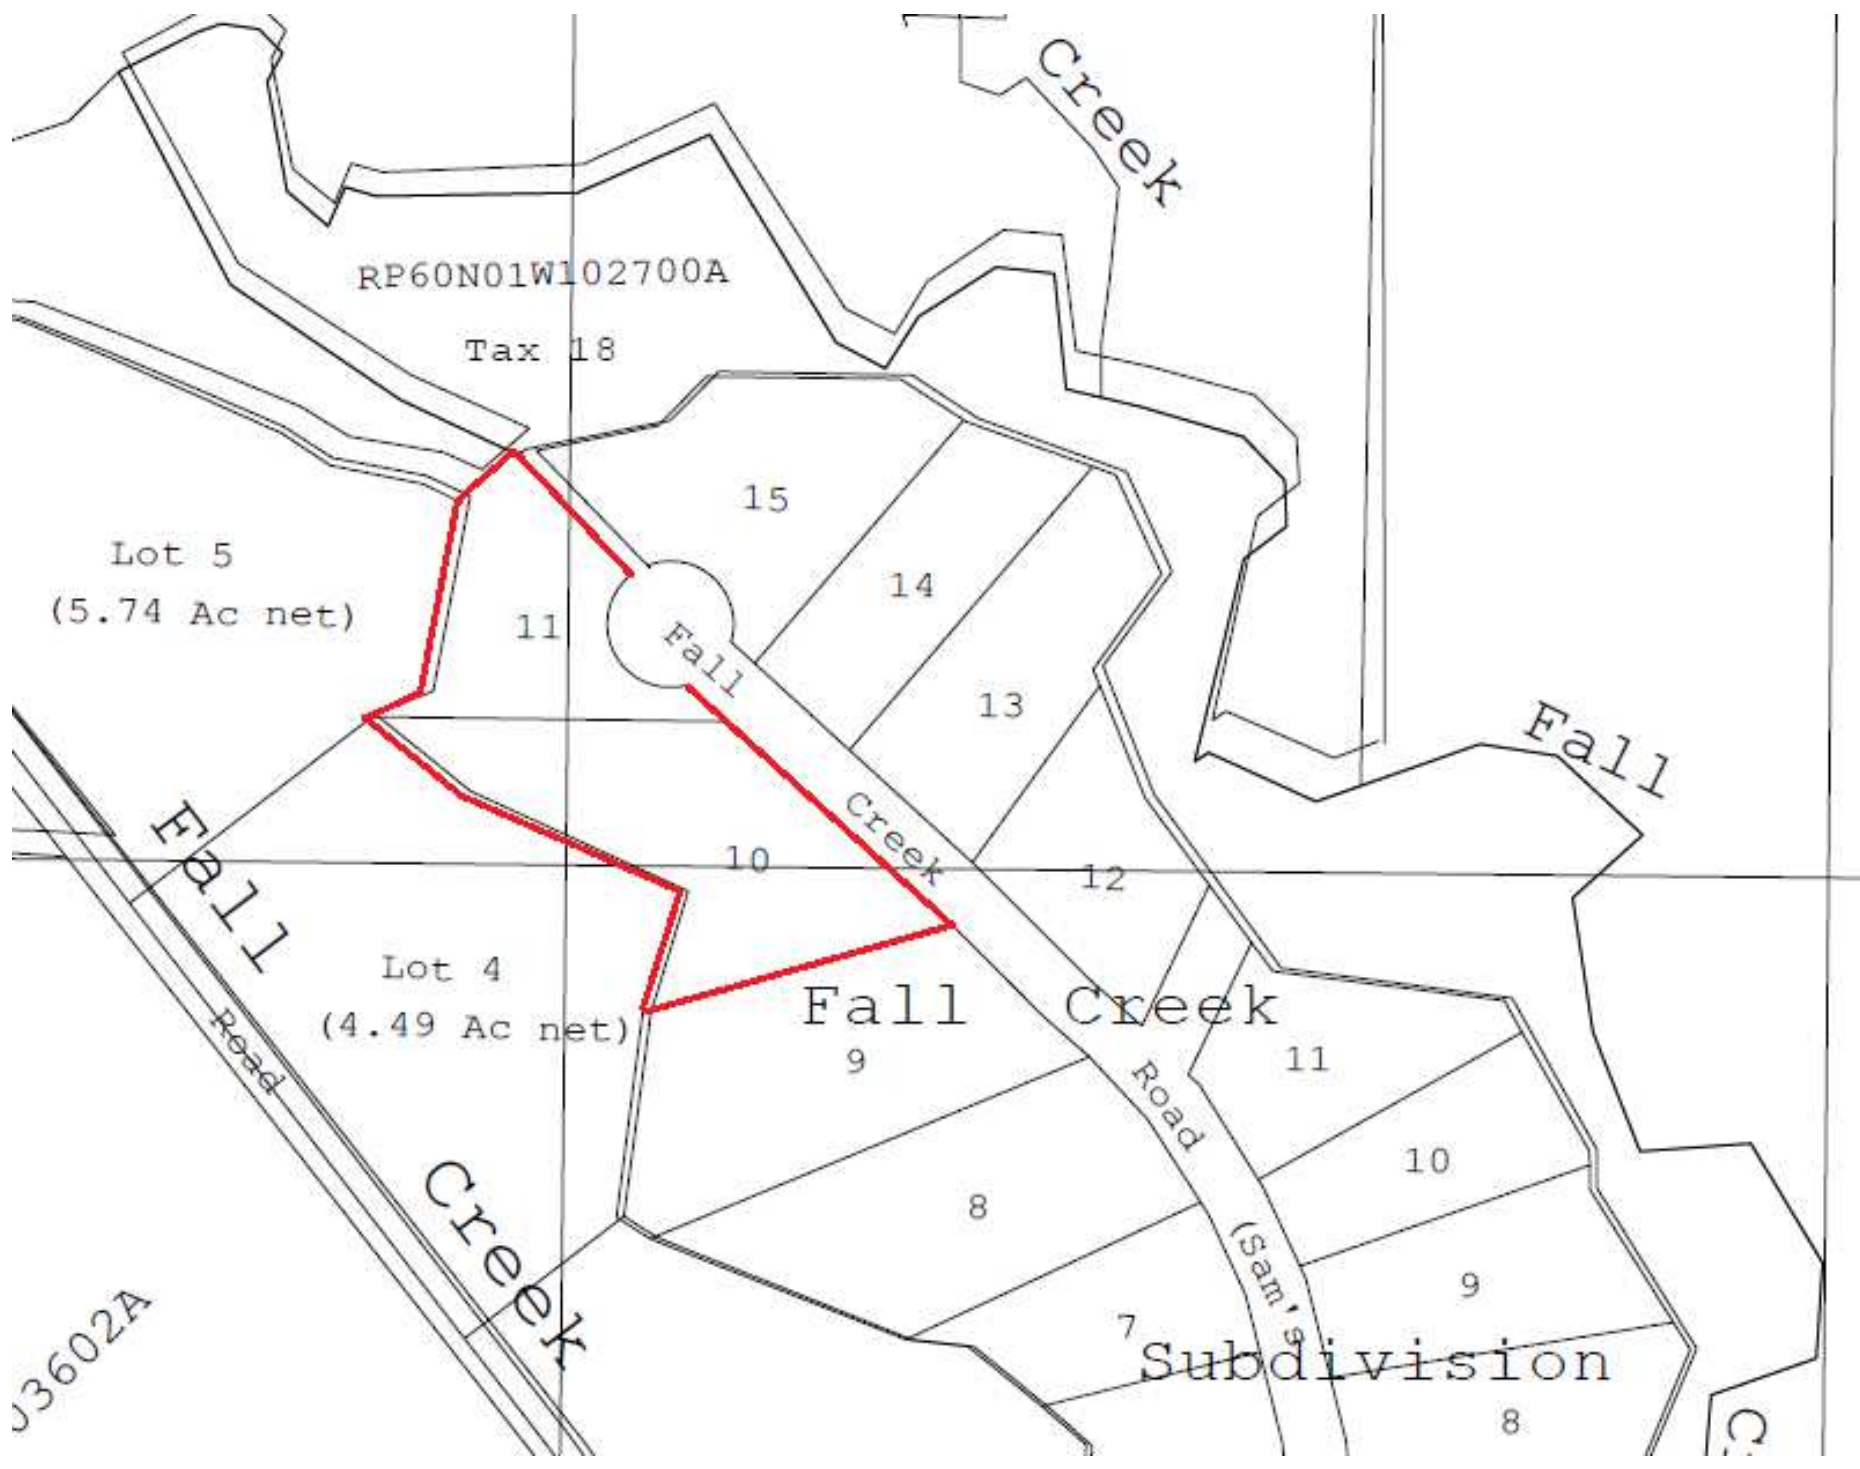 Creek
RP60N01W102700A
Tax 18
15
Lot 5
(5.74 Ac net)
14
11
Fall
13
Fall
Creek
Fall
10
12
Lot 4
(4.49 Ac net)
Fall Creek
Road
9
11
Road
10
8
Creek
(Sam's
9
03602A
7
Subdivision
8